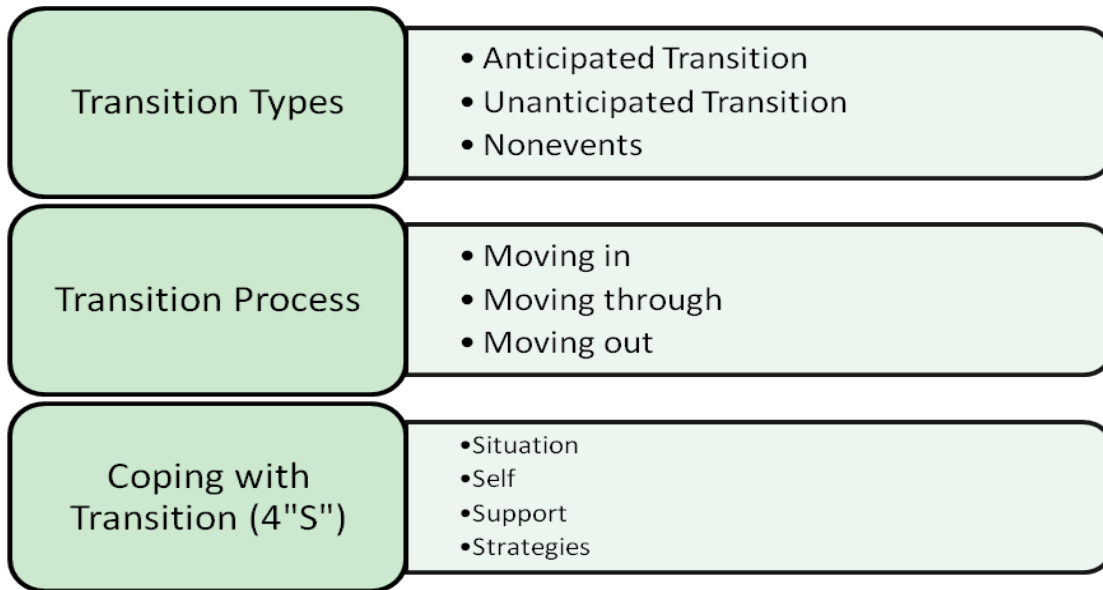 Transition Types
• Anticipated Transition
• Unanticipated Transition
• Nonevents
Transition Process
• Moving in
• Moving through
• Moving out
Coping with
Transition (4"S")
•Situation
•Self
•Support
•Strategies